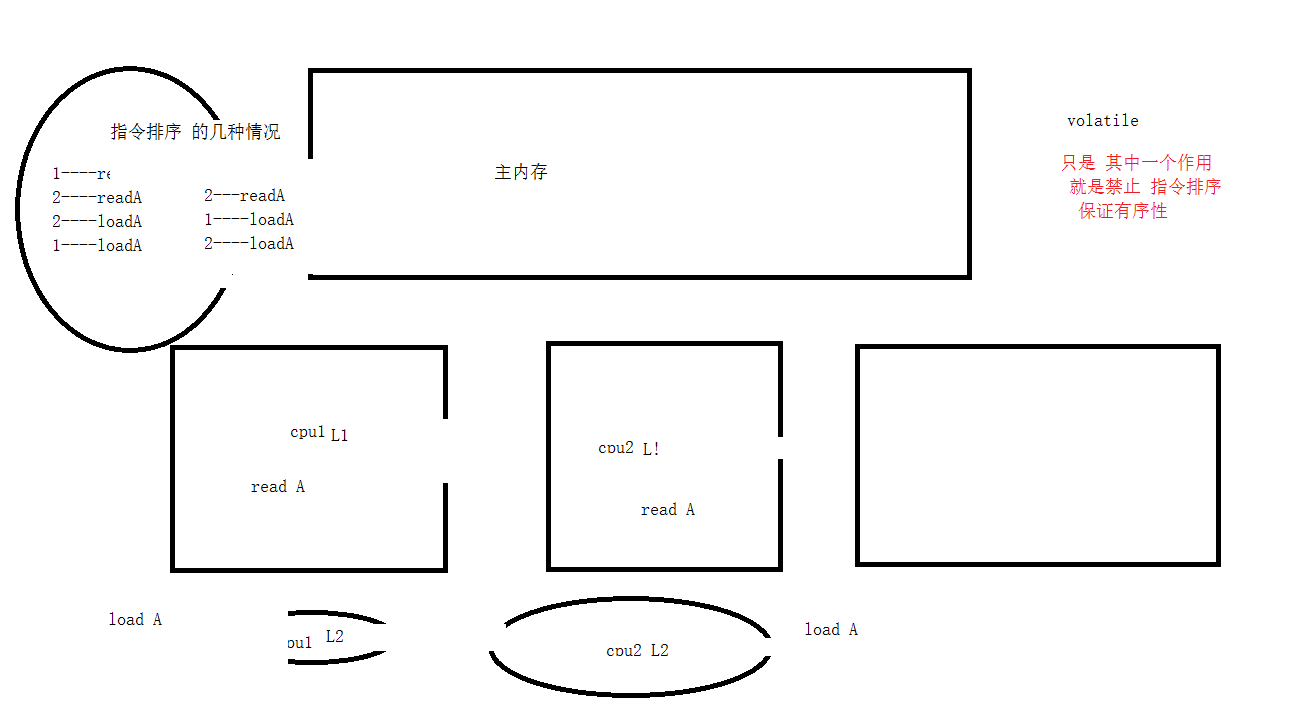 指令排序 的几种情况
1----re
2----readA
2----loadA
1----loadA
2---readA
1----loadA
2----loadA
主内存
volatile
只是 其中一个作用
就是禁止 指令排序
保证有序性
cpu1 L1
read A
cpu2 L!
read A
load A
pu1 L2
cpu2 L2
load A